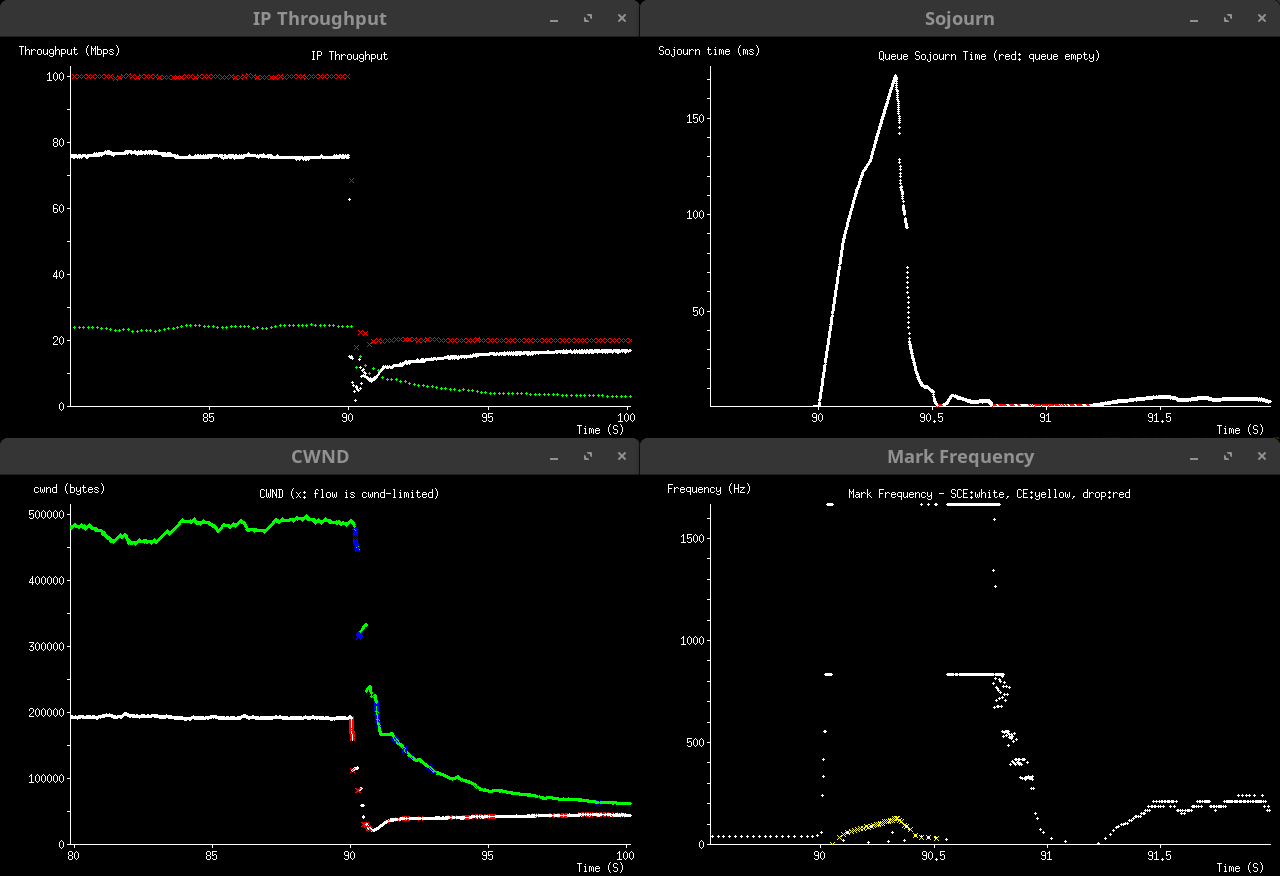 IP Throughput
Throughput (Mbps)
IP Throughput
100
80
60
40
20
0
85
90
95
100
Time (S)
Sojourn
Sojourn time (ms)
Queue Sojourn Time (red: queue empty)
150
100
50
90
90.5
91
91.5
Time (S)
CWND
cwnd (bytes)
CWND (x: flow is cwnd-limited)
500000
400000
300000
200000
100000
0
80
85
90
95
100
Time (S)
Mark Frequency
Frequency (Hz)
Mark Frequency - SCE:white, CE:yellow, drop:red
1500
1000
500
0
90
90.5
91
91.5
Time (S)